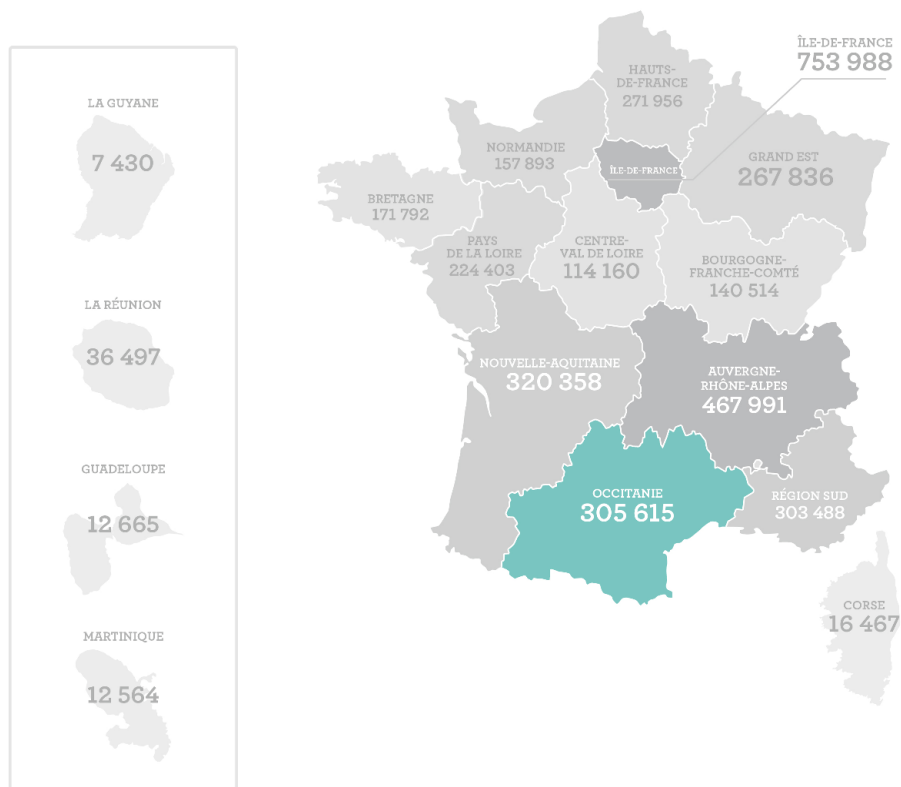 LA GUYANE
7 430
LA RÉUNION
36 497
GUADELOUPE
12 665
MARTINIQUE
12 564
ÎLE-DE-FRANCE
753 988
HAUTS-
DE-FRANCE
271 956
NORMANDIE
157 893
ÎLE-DE-FRANCE
GRAND EST
267 836
BRETAGNE
171 792
PAYS
DE LA LOIRE
224 403
CENTRE-
VAL DE LOIRE
114 160
BOURGOGNE-
FRANCHE-COMTÉ
140 514
NOUVELLE-AQUITAINE
320 358
AUVERGNE-
RHÔNE-ALPES
467 991
OCCITANIE
305 615
RÉGION SUD
303 488
CORSE
16 467